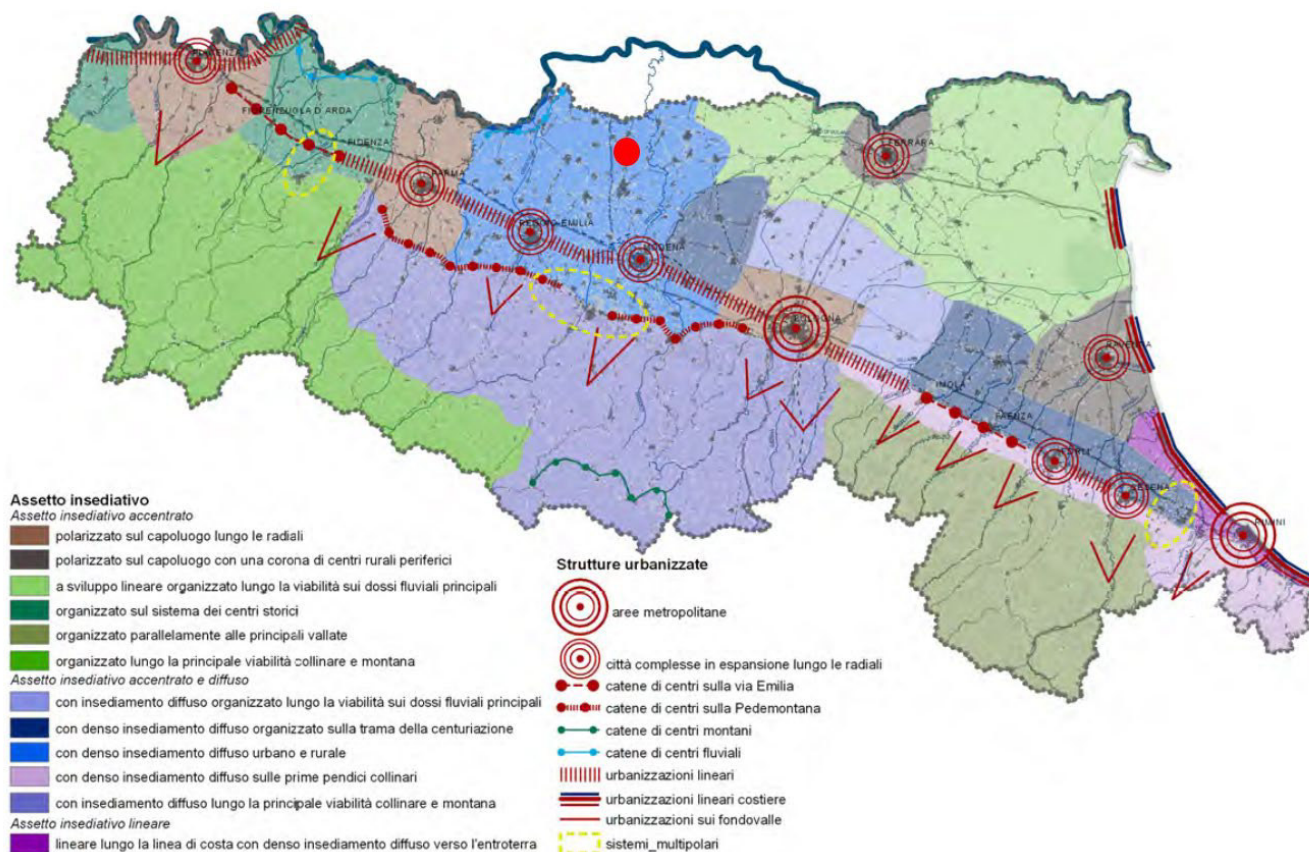 PIACENZA
FIORENZUOLA D'ARDA
FIDENZA
PARMA
REGGIO EMILIA
MODENA
FERRARA
BOLOGNA
RAVENNA
IMOLA
FAENZA
FORLI
CESENA
RIMINI
Assetto insediativo
Assetto insediativo accentrato
polarizzato sul capoluogo lungo le radiali
polarizzato sul capoluogo con una corona di centri rurali periferici
a sviluppo lineare organizzato lungo la viabilità sui dossi fluviali principali
organizzato sul sistema dei centri storici
organizzato parallelamente alle principali vallate
organizzato lungo la principale viabilità collinare e montana
Assetto insediativo accentrato e diffuso
con insediamento diffuso organizzato lungo la viabilità sui dossi fluviali principali
con denso insediamento diffuso organizzato sulla trama della centuriazione
con denso insediamento diffuso urbano e rurale
con denso insediamento diffuso sulle prime pendici collinari
con insediamento diffuso lungo la principale viabilità collinare e montana
Assetto insediativo lineare
lineare lungo la linea di costa con denso insediamento diffuso verso l'entroterra
Strutture urbanizzate
aree metropolitane
città complesse in espansione lungo le radiali
catene di centri sulla via Emilia
catene di centri sulla Pedemontana
catene di centri montani
catene di centri fluviali
urbanizzazioni lineari
urbanizzazioni lineari costiere
urbanizzazioni sui fondovalle
sistemi_multipolari